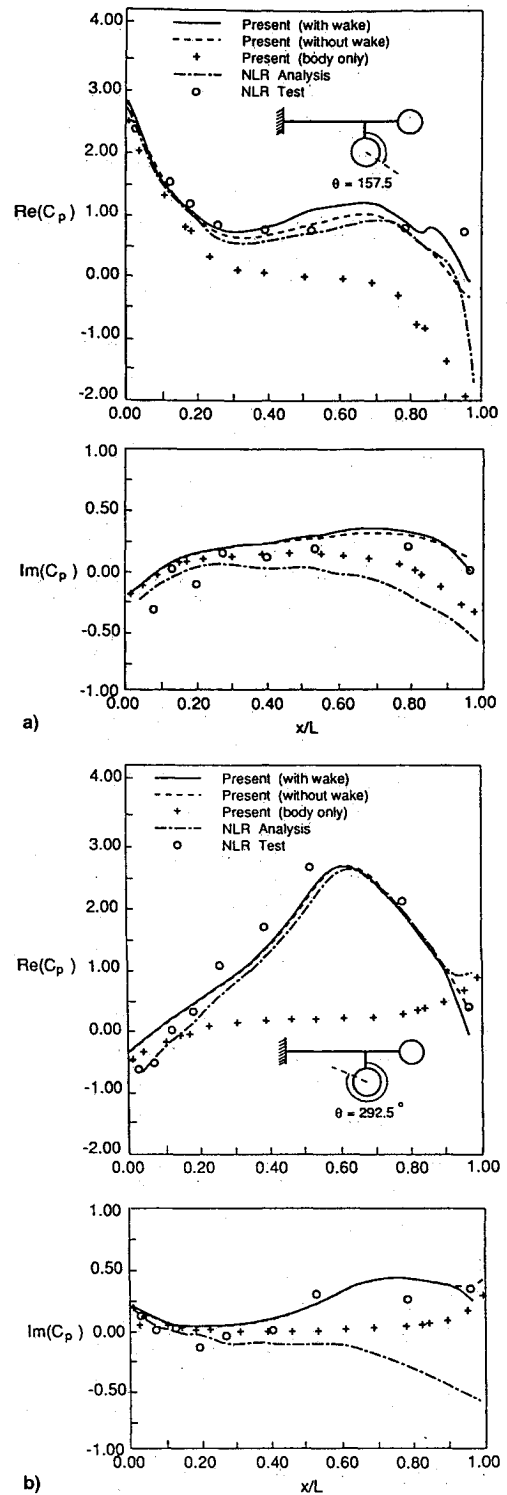 4.00
3.00
2.00
Re(Cp)
1.00
0.00
-1.00
-2.00
Present (with wake)
Present (without wake)
Present (body only)
NLR Analysis
NLR Test
θ = 157.5
0.00 0.20 0.40 0.60 0.80 1.00
1.00
0.50
Im(Cp)
0.00
-0.50
-1.00
0.00 0.20 0.40 0.60 0.80 1.00
x/L
a)
4.00
3.00
2.00
Re(Cp)
1.00
0.00
-1.00
-2.00
Present (with wake)
Present (without wake)
Present (body only)
NLR Analysis
NLR Test
θ = 292.5°
0.00 0.20 0.40 0.60 0.80 1.00
1.00
0.50
Im(Cp)
0.00
-0.50
-1.00
0.00 0.20 0.40 0.60 0.80 1.00
x/L
b)